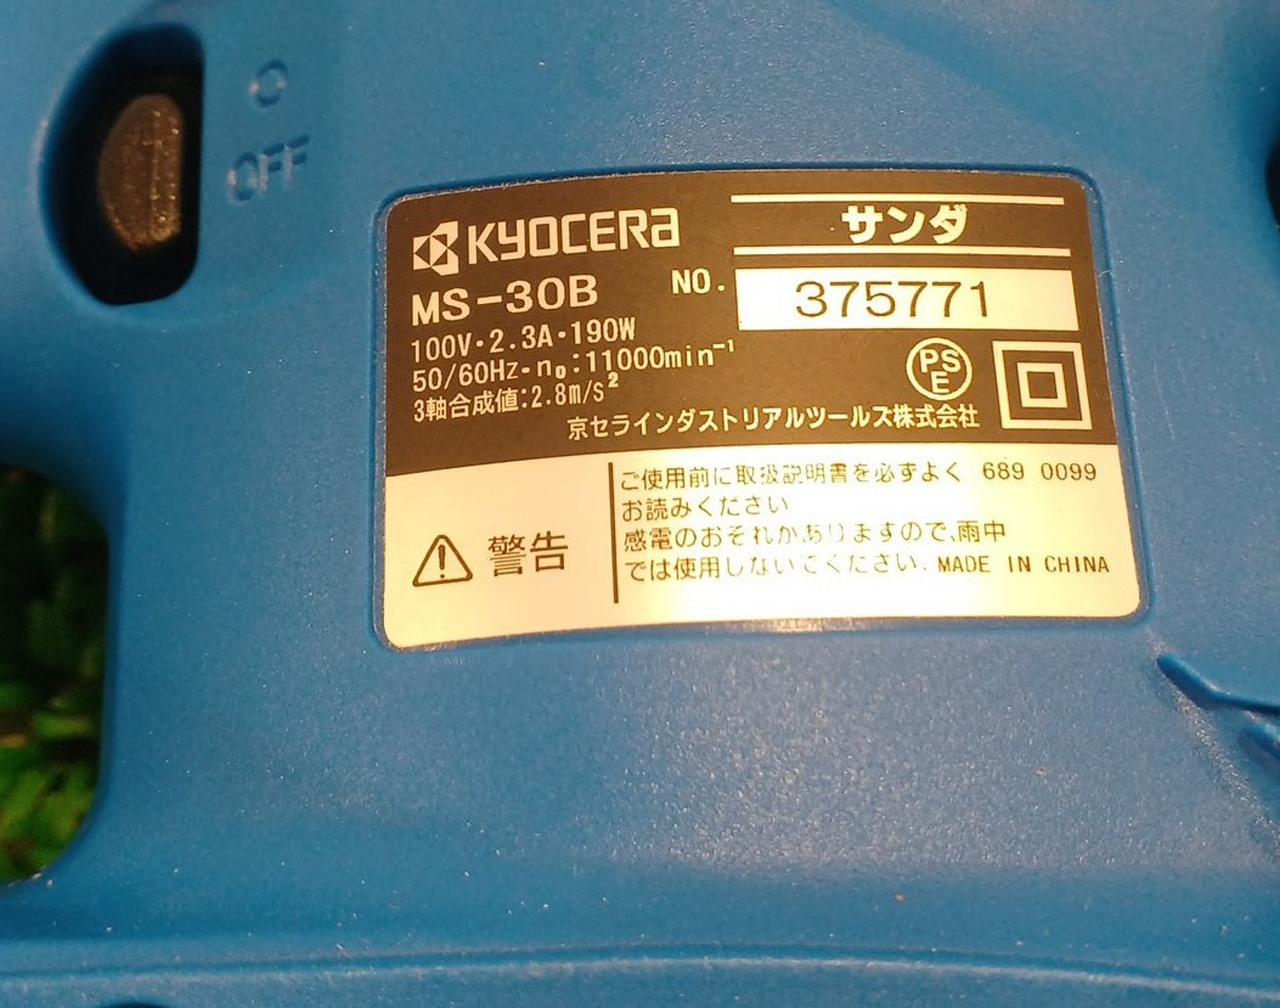 O
OFF
KYOCERA
サンダ
MS-30B
NO. 375771
100V・2.3A・190W
50/60Hz・n₀:11000min⁻¹
PSE
3軸合成値:2.8m/s²
京セラインダストリアルツールズ株式会社
警告
ご使用前に取扱説明書を必ずよく 689 0099
お読みください
感電のおそれがありますので、雨中
では使用しないでください. MADE IN CHINA